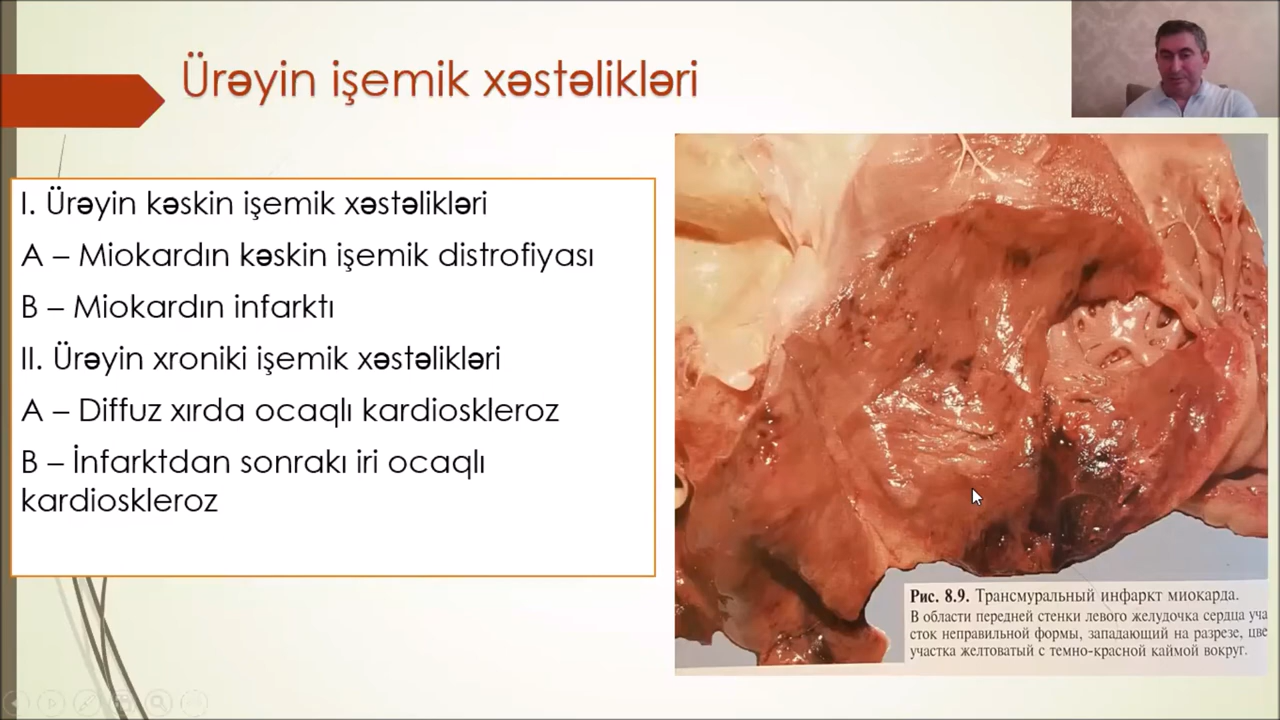 Ürəyin işemik xəstəlikləri
I. Ürəyin kəskin işemik xəstəlikləri
A – Miokardın kəskin işemik distrofiyası
B – Miokardın infarktı
II. Ürəyin xroniki işemik xəstəlikləri
A – Diffuz xırda ocaqlı kardioskleroz
B – İnfarktdan sonrakı iri ocaqlı
kardioskleroz
Рис. 8.9. Трансмуральный инфаркт миокарда.
В области передней стенки левого желудочка сердца уча
сток неправильной формы, западающий на разрезе, цве
участка желтоватый с темно-красной каймой вокруг.